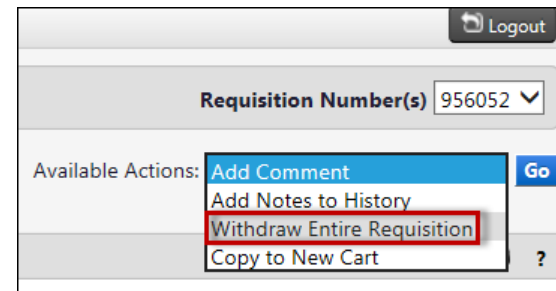 Logout
Requisition Number(s) 956052
Available Actions: Add Comment Go
Add Notes to History
Withdraw Entire Requisition
Copy to New Cart ?